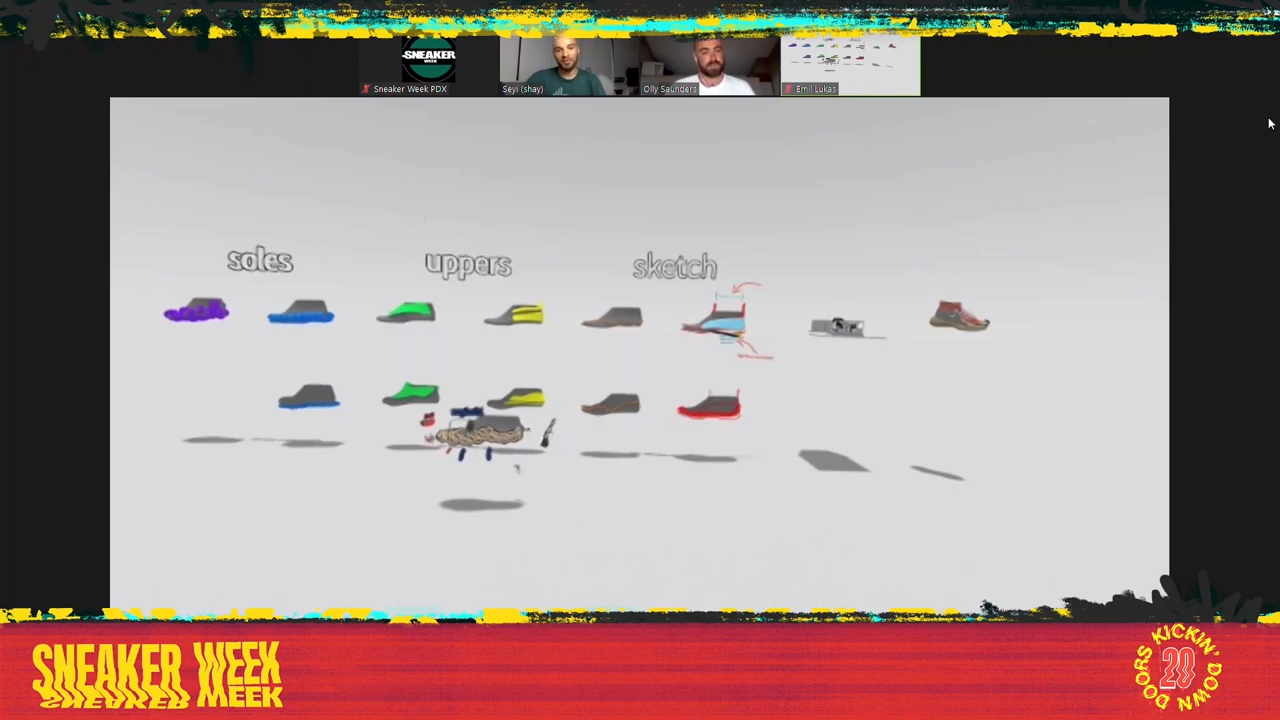 SNEAKER
WEEK
Sneaker Week PDX
Seyi (shay)
Olly Saunders
Emil Lukas
soles
uppers
sketch
SNEAKER WEEK
KICKIN' DOWN DOORS
20